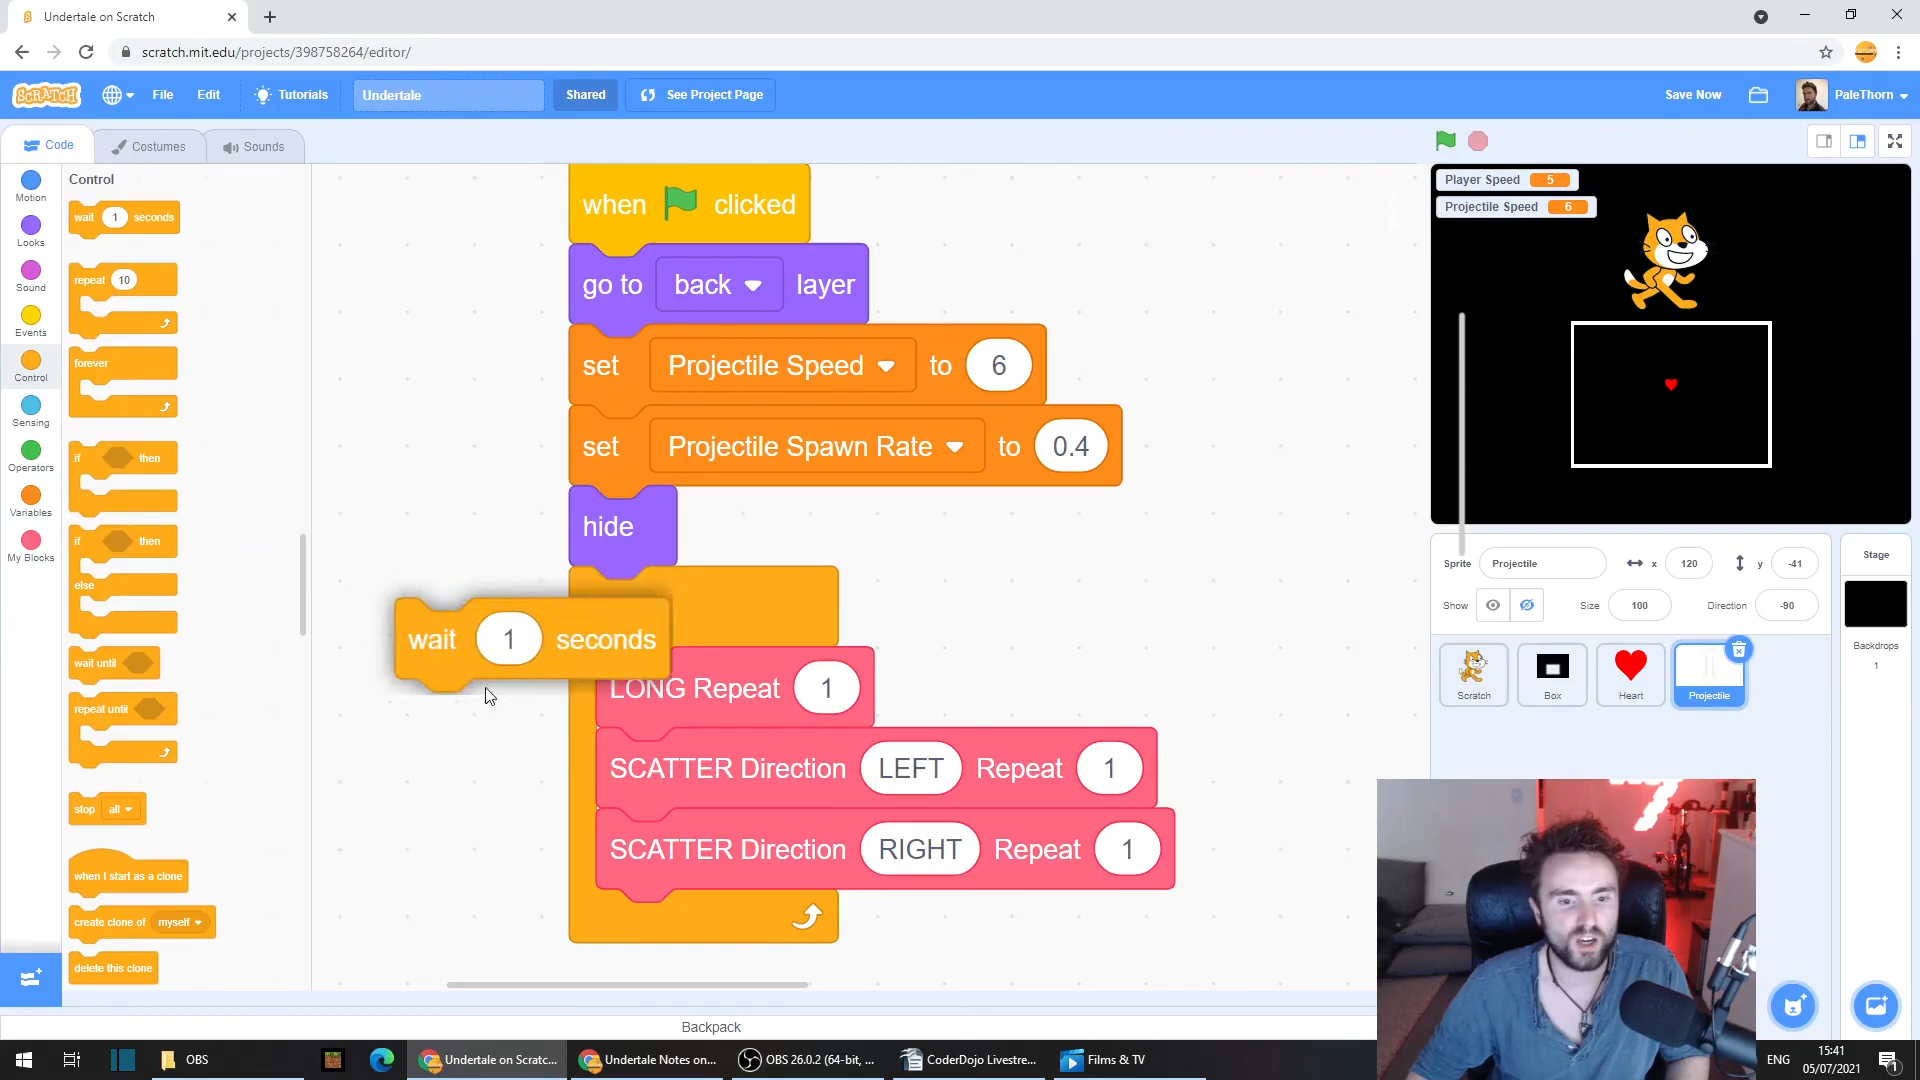 Undertale on Scratch
scratch.mit.edu/projects/398758264/editor/
SCRATCH
File
Edit
Tutorials
Undertale
Shared
See Project Page
Save Now
PaleThorn
Code
Costumes
Sounds
Motion
Looks
Sound
Events
Control
Sensing
Operators
Variables
My Blocks
Control
wait 1 seconds
repeat 10
forever
if then
if then
else
wait until
repeat until
stop all
when I start as a clone
create clone of myself
delete this clone
when clicked
go to back layer
set Projectile Speed to 6
set Projectile Spawn Rate to 0.4
hide
wait 1 seconds
LONG Repeat 1
SCATTER Direction LEFT Repeat 1
SCATTER Direction RIGHT Repeat 1
Player Speed 5
Projectile Speed 6
Sprite Projectile x 120 y -41
Show Size 100 Direction -90
Scratch
Box
Heart
Projectile
Stage
Backdrops
1
Backpack
OBS
Undertale on Scratc...
Undertale Notes on...
OBS 26.0.2 (64-bit, ...
CoderDojo Livestre...
Films & TV
ENG
15:41
05/07/2021
1